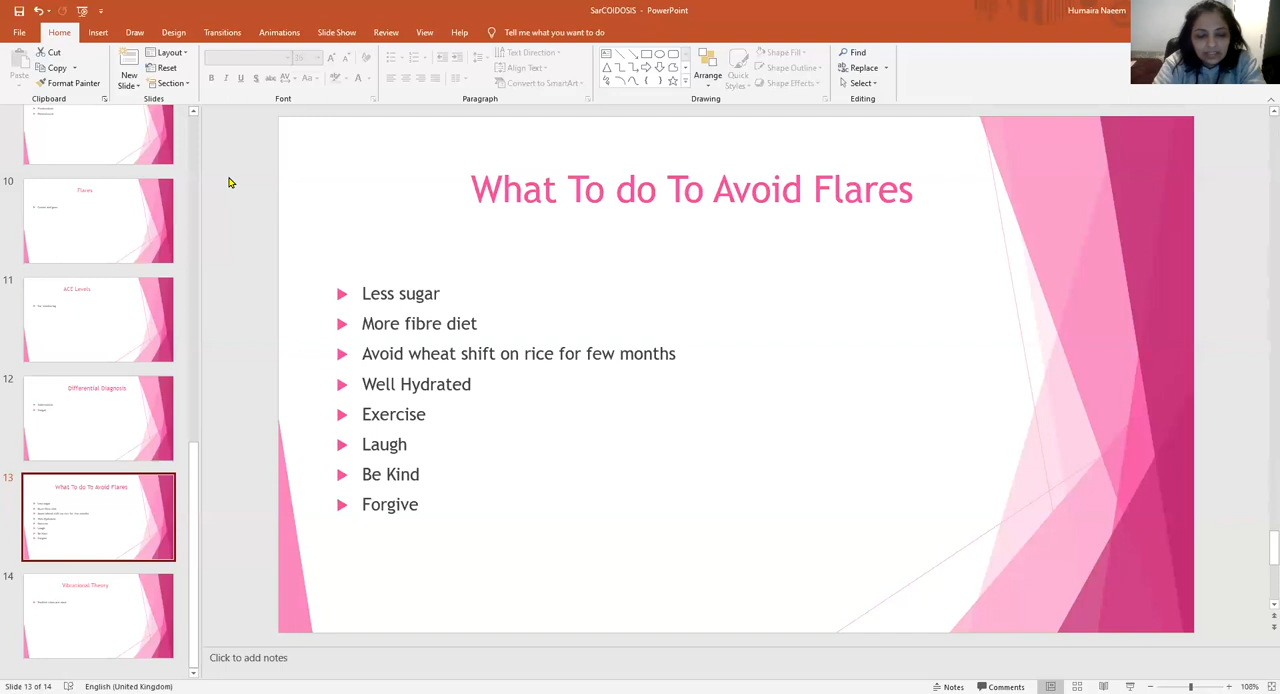 SarCOIDOSIS - PowerPoint
Humaira Naeem
File Home Insert Draw Design Transitions Animations Slide Show Review View Help Tell me what you want to do
Paste
Cut
Copy
Format Painter
Clipboard
New Slide
Layout
Reset
Section
Slides
Font
Text Direction
Align Text
Convert to SmartArt
Paragraph
Arrange
Quick Styles
Shape Fill
Shape Outline
Shape Effects
Drawing
Find
Replace
Select
Editing
10
Flares
11
ACE Levels
12
Differential Diagnosis
13
What To do To Avoid Flares
14
Vibrational Theory
What To do To Avoid Flares
Less sugar
More fibre diet
Avoid wheat shift on rice for few months
Well Hydrated
Exercise
Laugh
Be Kind
Forgive
Click to add notes
Slide 13 of 14 English (United Kingdom) Notes Comments 108%